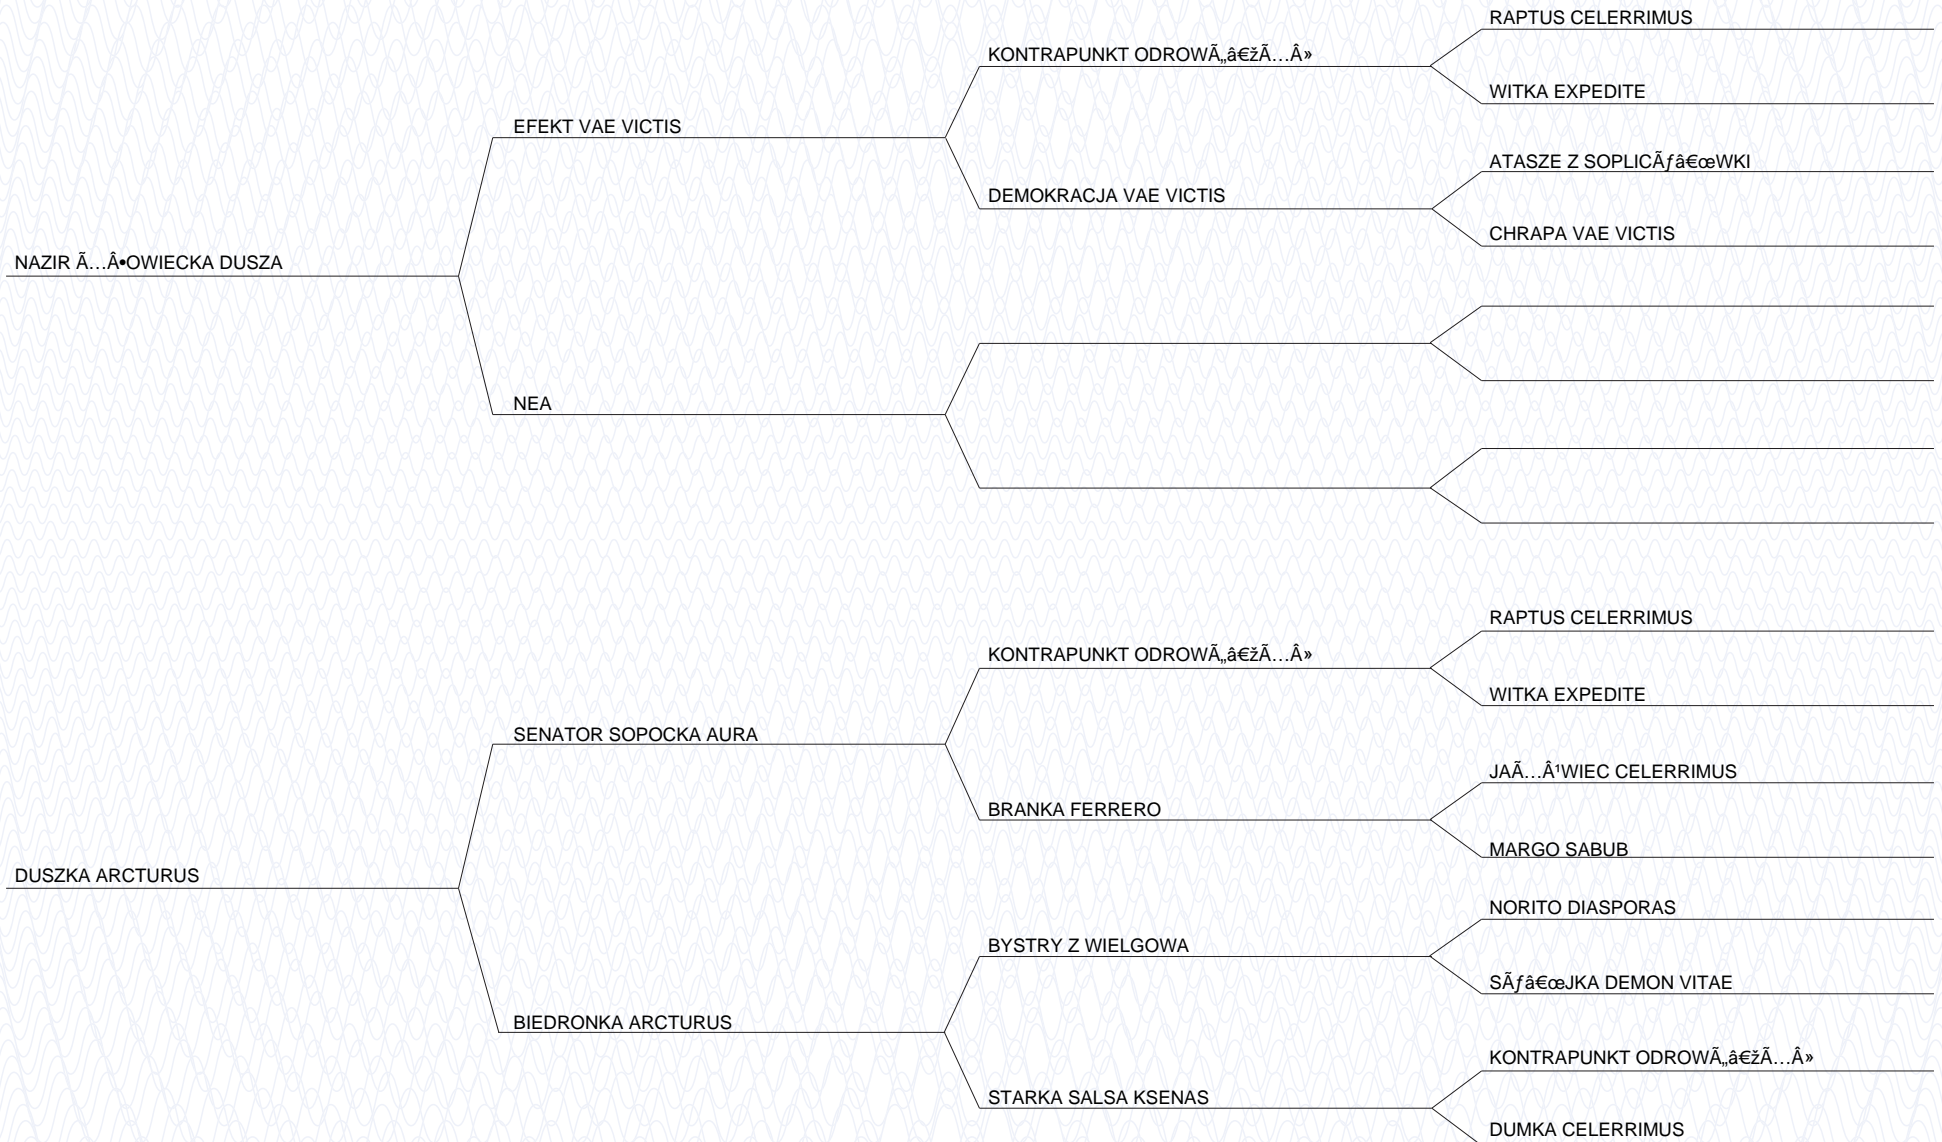 RAPTUS CELERRIMUS
KONTRAPUNKT ODROWÃ„â€žÃ…Â»
WITKA EXPEDITE
EFEKT VAE VICTIS
ATASZE Z SOPLICÃƒâ€œWKI
DEMOKRACJA VAE VICTIS
CHRAPA VAE VICTIS
NAZIR Ã…Â•OWIECKA DUSZA
NEA
RAPTUS CELERRIMUS
KONTRAPUNKT ODROWÃ„â€žÃ…Â»
WITKA EXPEDITE
SENATOR SOPOCKA AURA
JAÃ…Â¹WIEC CELERRIMUS
BRANKA FERRERO
MARGO SABUB
DUSZKA ARCTURUS
NORITO DIASPORAS
BYSTRY Z WIELGOWA
SÃƒâ€œJKA DEMON VITAE
BIEDRONKA ARCTURUS
KONTRAPUNKT ODROWÃ„â€žÃ…Â»
STARKA SALSA KSENAS
DUMKA CELERRIMUS